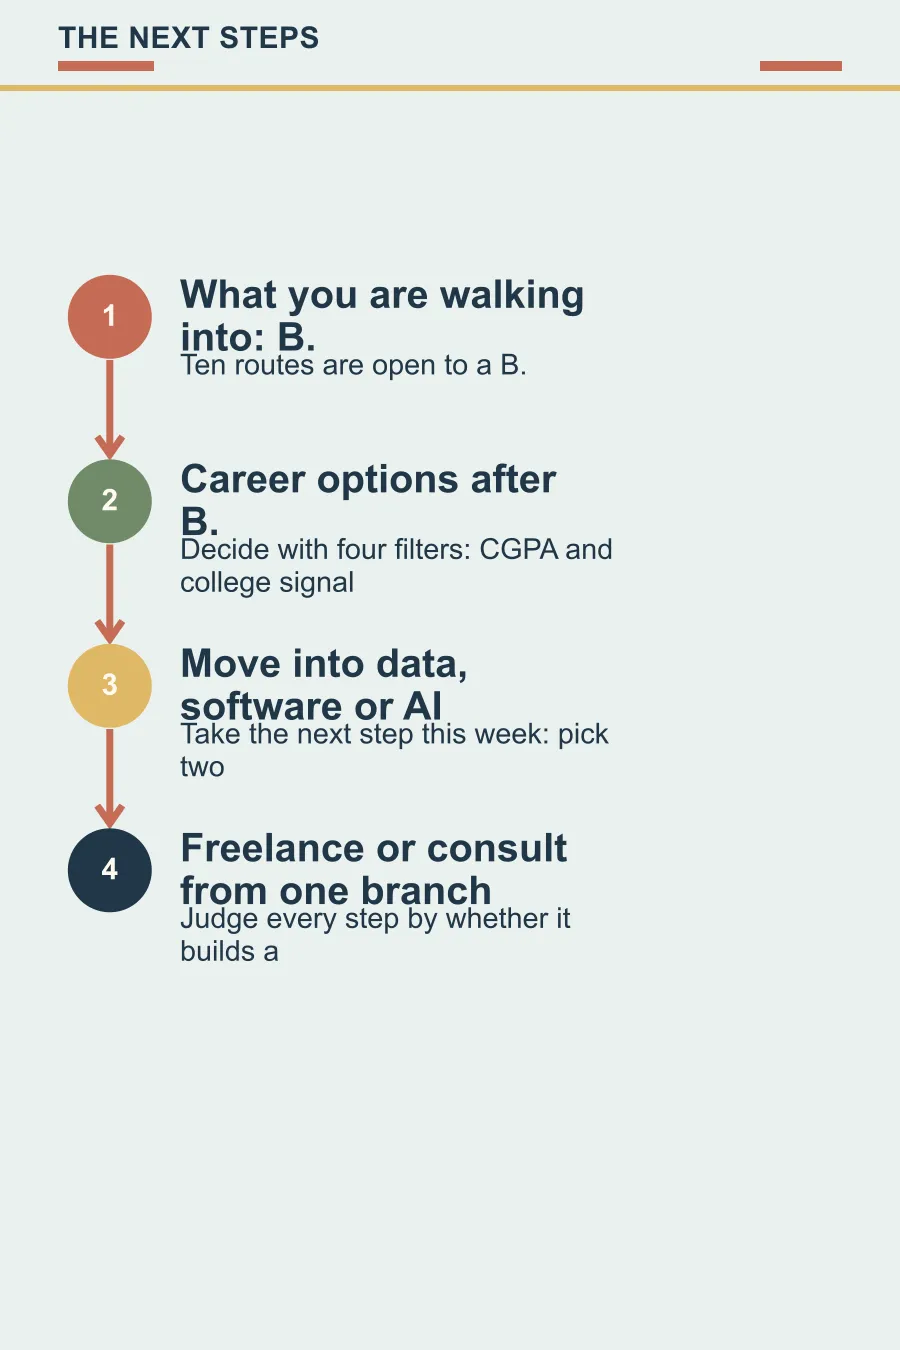 THE NEXT STEPS
1
What you are walking
into: B.
Ten routes are open to a B.
2
Career options after
B.
Decide with four filters: CGPA and
college signal
3
Move into data,
software or AI
Take the next step this week: pick
two
4
Freelance or consult
from one branch
Judge every step by whether it
builds a